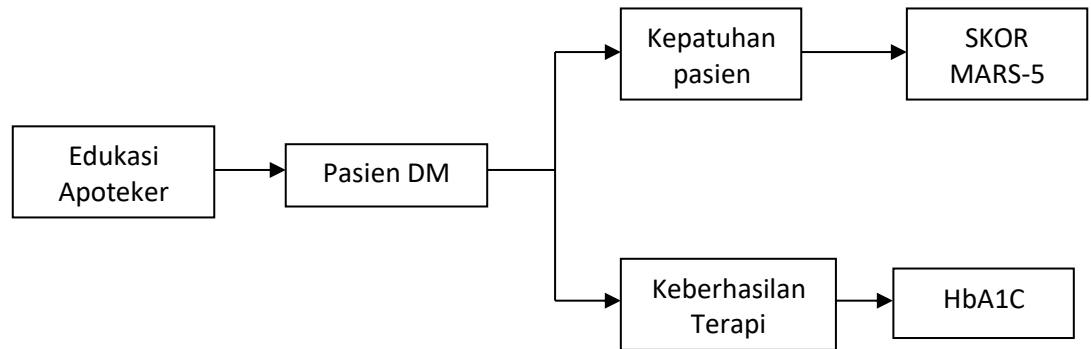 Kepatuhan
pasien
SKOR
MARS-5
Edukasi
Apoteker
Pasien DM
Keberhasilan
Terapi
HbA1C